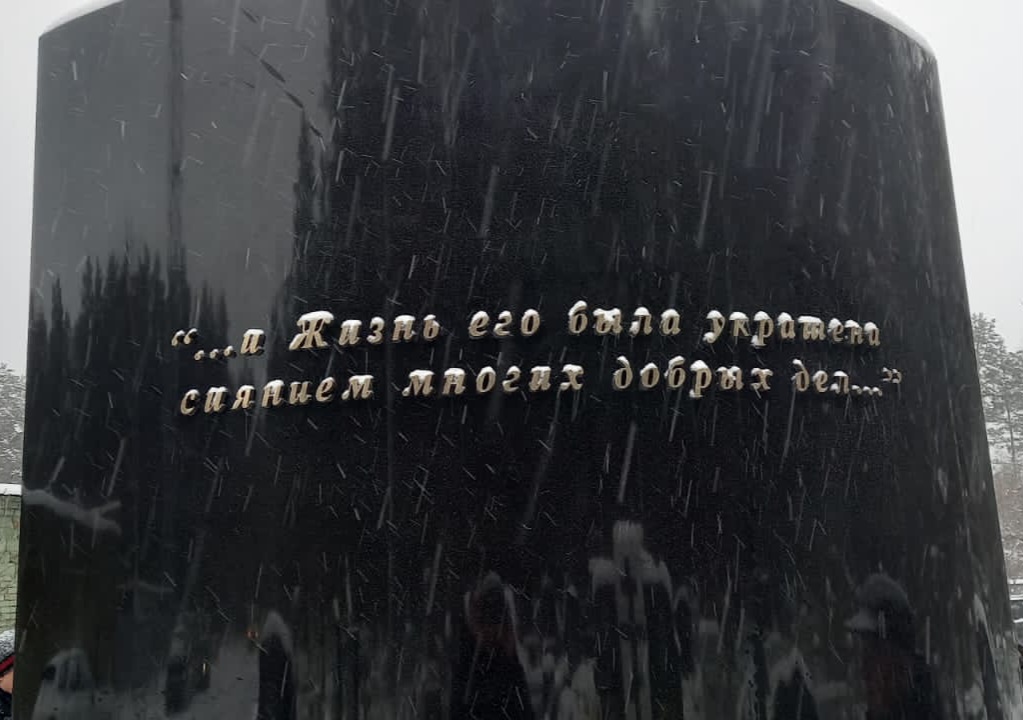 “...а Жизнь его была украшена
сиянием многих добрых дел...”